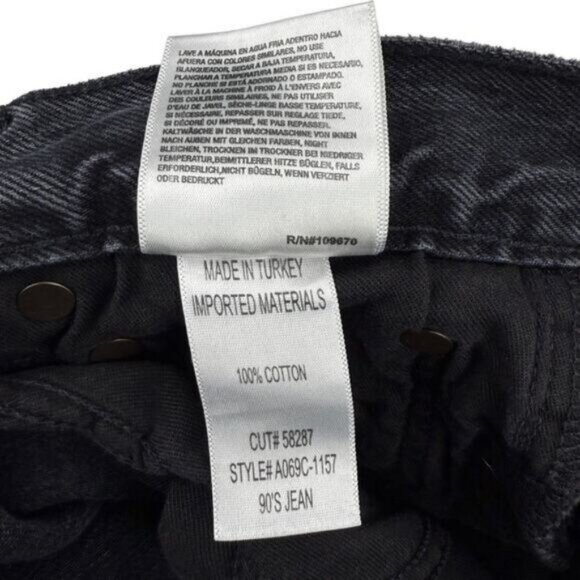 LAVE A MÁQUINA EN AGUA FRIA ADENTRO HACIA
AFUERA CON COLORES SIMILARES, NO USE
BLANQUEADOR, SECAR A BAJA TEMPERATURA,
PLANCHAR A TEMPERATURA MEDIA SI ES NECESARIO,
NO PLANCHE SI ESTÁ ADORNADO O ESTAMPADO.
LAVER À LA MACHINE À FROID À L'ENVERS AVEC
DES COULEURS SIMILAIRES, NE PAS UTILISER
D'EAU DE JAVEL, SÈCHE-LINGE BASSE TEMPÉRATURE,
SI NÉCESSAIRE, REPASSER SUR REGLAGE TIEDE,
SI DÉCORÉ OU IMPRIMÉ, NE PAS REPASSER.
KALTWÄSCHE IN DER WASCHMASCHINE VON INNEN
NACH AUßEN MIT GLEICHEN FARBEN, NICHT
BLEICHEN, TROCKNEN IM TROCKNER BEI NIEDRIGER
TEMPERATUR,BEIMITTLERER HITZE BÜGLEN, FALLS
ERFORDERLICH,NICHT BÜGELN, WENN VERZIERT
ODER BEDRUCKT
R/N#109670
MADE IN TURKEY
IMPORTED MATERIALS
100% COTTON
CUT# 58287
STYLE# A069C-1157
90'S JEAN